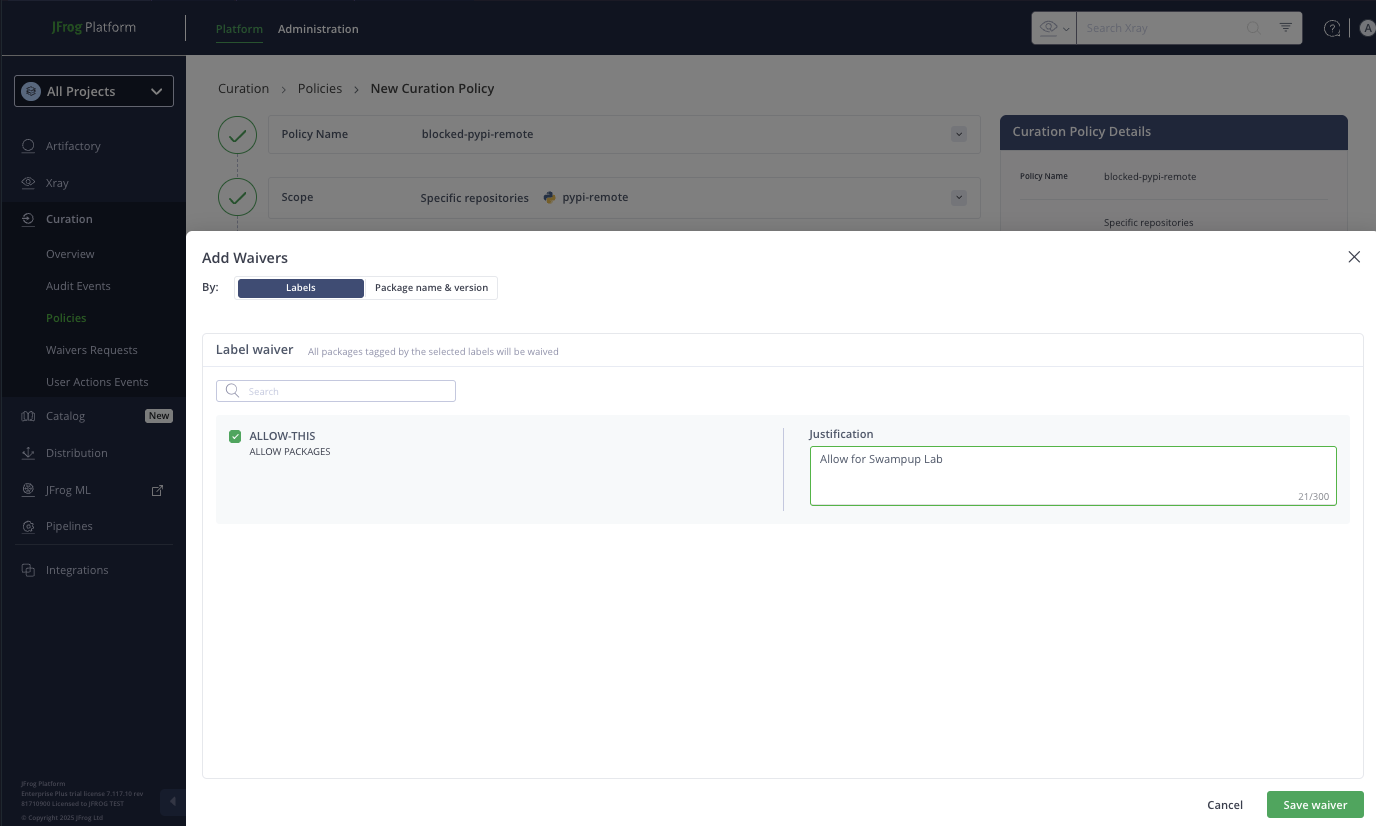 JFrog Platform
Platform Administration
Search Xray
A
All Projects
Artifactory
Xray
Curation
Overview
Audit Events
Policies
Waivers Requests
User Actions Events
Catalog New
Distribution
JFrog ML
Pipelines
Integrations
JFrog Platform
Enterprise Plus trial license 7.117.10 rev
81710900 Licensed to JFROG TEST
© Copyright 2025 JFrog Ltd
Curation > Policies > New Curation Policy
Policy Name blocked-pypi-remote
Scope Specific repositories pypi-remote
Curation Policy Details
Policy Name blocked-pypi-remote
Specific repositories
Add Waivers
By: Labels Package name & version
Label waiver All packages tagged by the selected labels will be waived
Search
ALLOW-THIS
ALLOW PACKAGES
Justification
Allow for Swampup Lab
21/300
Cancel Save waiver